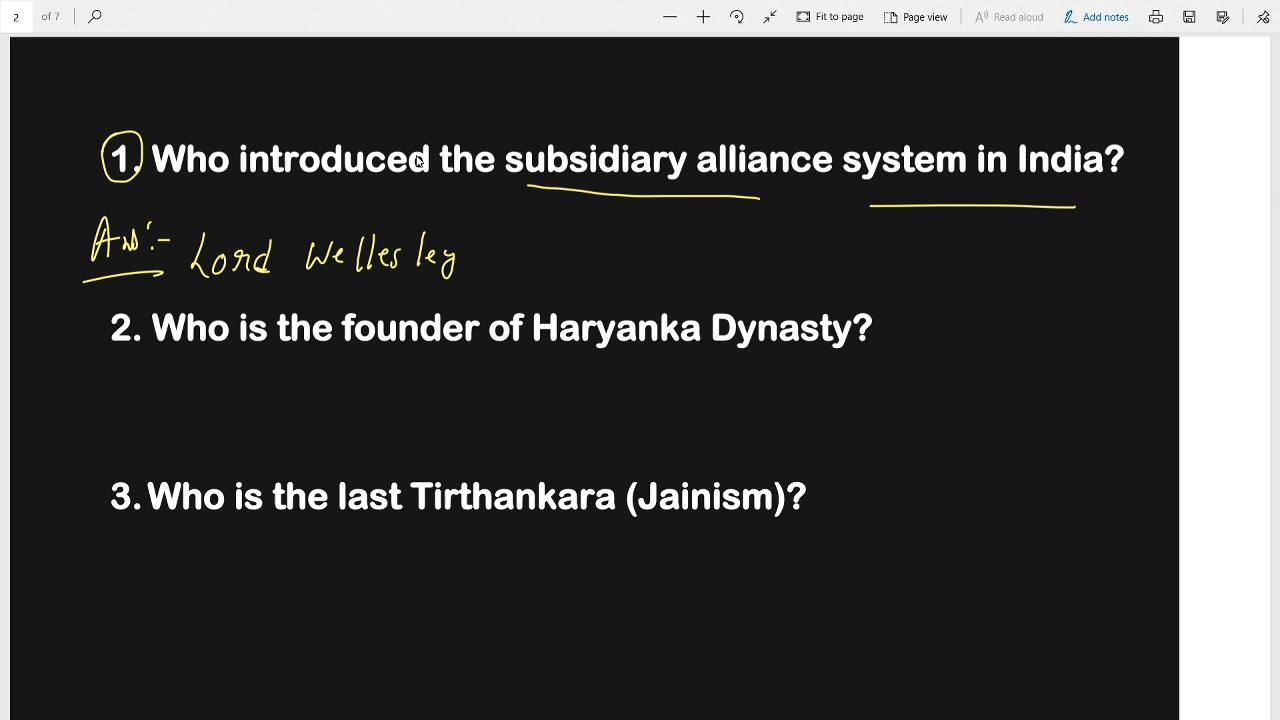 2 of 7 Fit to page Page view Read aloud Add notes
1. Who introduced the subsidiary alliance system in India?
Ans:- Lord Wellesley
2. Who is the founder of Haryanka Dynasty?
3. Who is the last Tirthankara (Jainism)?